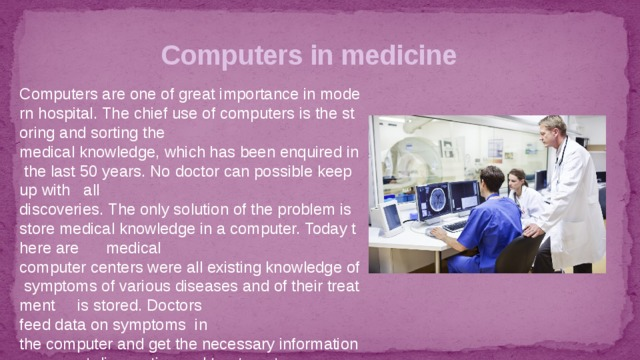 Computers in medicine
Computers are one of great importance in mode
rn hospital. The chief use of computers is the st
oring and sorting the
medical knowledge, which has been enquired in
the last 50 years. No doctor can possible keep
up with all
discoveries. The only solution of the problem is
store medical knowledge in a computer. Today t
here are medical
computer centers were all existing knowledge of
symptoms of various diseases and of their treat
ment is stored. Doctors
feed data on symptoms in
the computer and get the necessary information